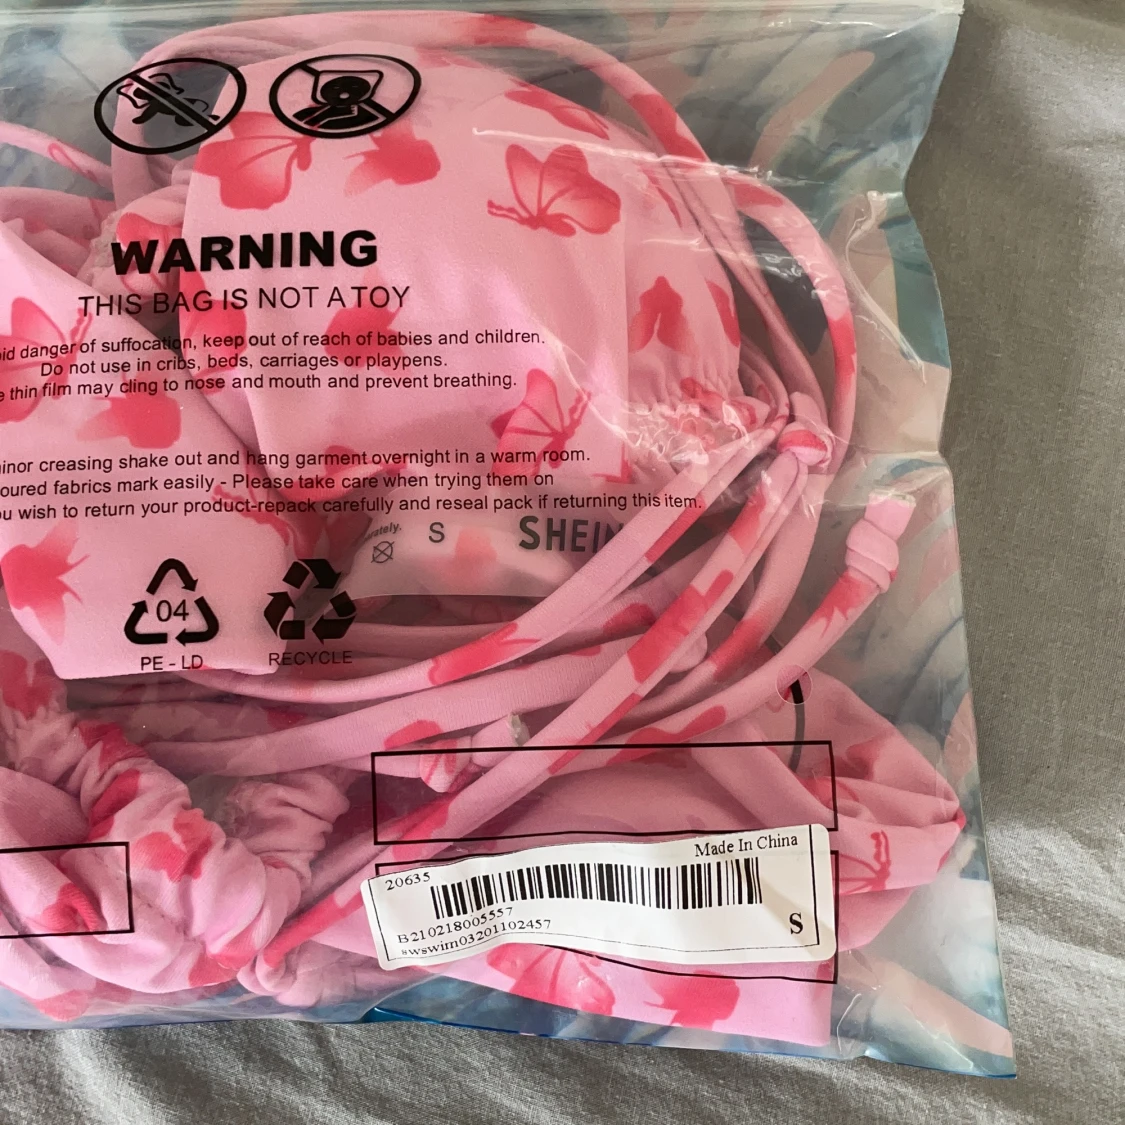 WARNING
THIS BAG IS NOT A TOY
danger of suffocation, keep out of reach of babies and children.
Do not use in cribs, beds, carriages or playpens.
thin film may cling to nose and mouth and prevent breathing.
creasing shake out and hang garment overnight in a warm room.
fabrics mark easily - Please take care when trying them on
wish to return your product-repack carefully and reseal pack if returning this item.
S SHEIN
04
PE - LD
RECYCLE
Made In China
20635
B210218005557
swswim03201102457
S